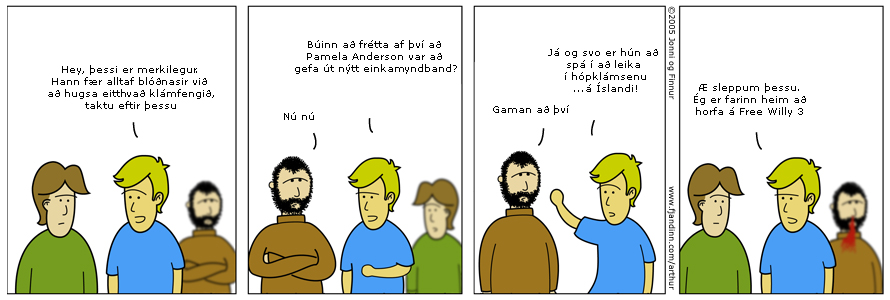 Hey, þessi er merkilegur.
Hann fær alltaf blóðnasir við
að hugsa eitthvað klámfengið,
taktu eftir þessu
Búinn að frétta af því að
Pamela Anderson var að
gefa út nýtt einkamyndband?
Nú nú
Já og svo er hún að
spá í að leika
í hópklámsenu
...á Íslandi!
Gaman að því
©2005 Jonni og Finnur
www.fjandinn.com/arthur
Æ sleppum þessu.
Ég er farinn heim að
horfa á Free Willy 3